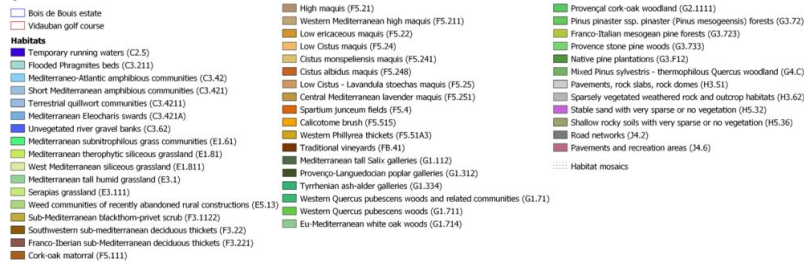 Bois de Bouis estate
Vidauban golf course
Habitats
Temporary running waters (C2.5)
Flooded Phragmites beds (C3.211)
Mediterraneo-Atlantic amphibious communities (C3.42)
Short Mediterranean amphibious communities (C3.421)
Terrestrial quillwort communities (C3.4211)
Mediterranean Eleocharis swards (C3.421A)
Unvegetated river gravel banks (C3.62)
Mediterranean subnitrophilous grass communities (E1.61)
Mediterranean therophytic siliceous grassland (E1.81)
West Mediterranean siliceous grassland (E1.811)
Mediterranean tall humid grassland (E3.1)
Serapias grassland (E3.111)
Weed communities of recently abandoned rural constructions (E5.13)
Sub-Mediterranean blackthorn-privet scrub (F3.1122)
Southwestern sub-mediterranean deciduous thickets (F3.22)
Franco-Iberian sub-Mediterranean deciduous thickets (F3.221)
Cork-oak matorral (F5.111)
High maquis (F5.21)
Western Mediterranean high maquis (F5.211)
Low ericaceous maquis (F5.22)
Low Cistus maquis (F5.24)
Cistus monspeliensis maquis (F5.241)
Cistus albidus maquis (F5.248)
Low Cistus - Lavandula stoechas maquis (F5.25)
Central Mediterranean lavender maquis (F5.251)
Spartium junceum fields (F5.4)
Calicotome brush (F5.515)
Western Phillyrea thickets (F5.51A3)
Traditional vineyards (FB.41)
Mediterranean tall Salix galleries (G1.112)
Provenço-Languedocian poplar galleries (G1.312)
Tyrrhenian ash-alder galleries (G1.334)
Western Quercus pubescens woods and related communities (G1.71)
Western Quercus pubescens woods (G1.711)
Eu-Mediterranean white oak woods (G1.714)
Provençal cork-oak woodland (G2.1111)
Pinus pinaster ssp. pinaster (Pinus mesogeensis) forests (G3.72)
Franco-Italian mesogean pine forests (G3.723)
Provence stone pine woods (G3.733)
Native pine plantations (G3.F12)
Mixed Pinus sylvestris - thermophilous Quercus woodland (G4.C)
Pavements, rock slabs, rock domes (H3.51)
Sparsely vegetated weathered rock and outcrop habitats (H3.62)
Stable sand with very sparse or no vegetation (H5.32)
Shallow rocky soils with very sparse or no vegetation (H5.36)
Road networks (J4.2)
Pavements and recreation areas (J4.6)
Habitat mosaics